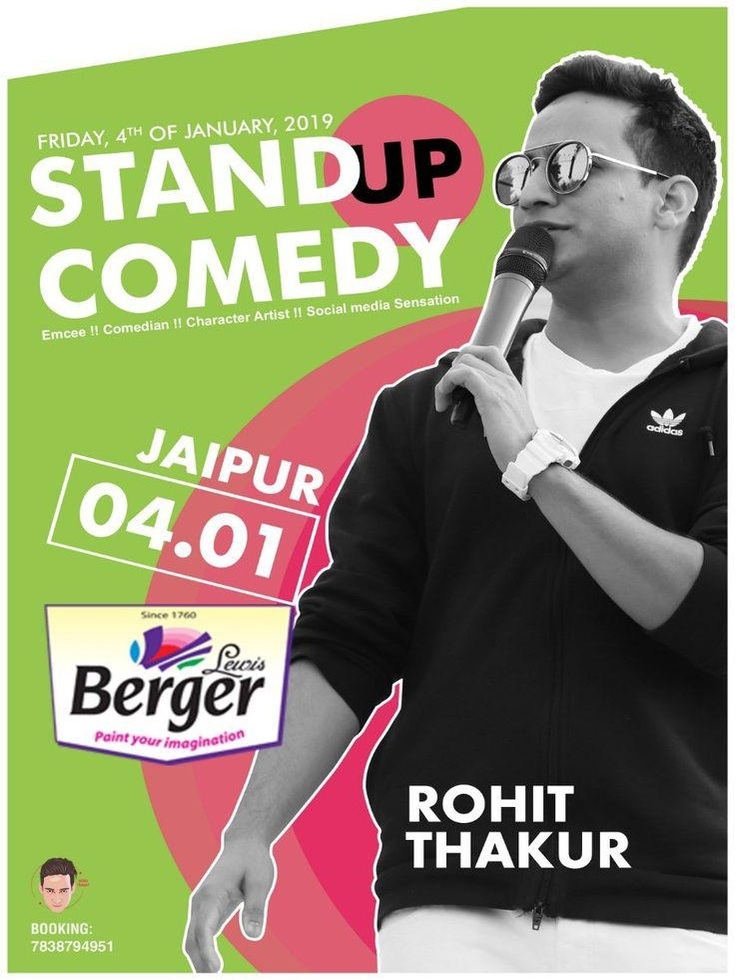 FRIDAY, 4TH OF JANUARY, 2019
STANDUP
COMEDY
Emcee !! Comedian !! Character Artist !! Social media Sensation
adidas
JAIPUR
04.01
Since 1760
Lewis
Berger
Paint your imagination
ROHIT
THAKUR
BOOKING:
7838794951